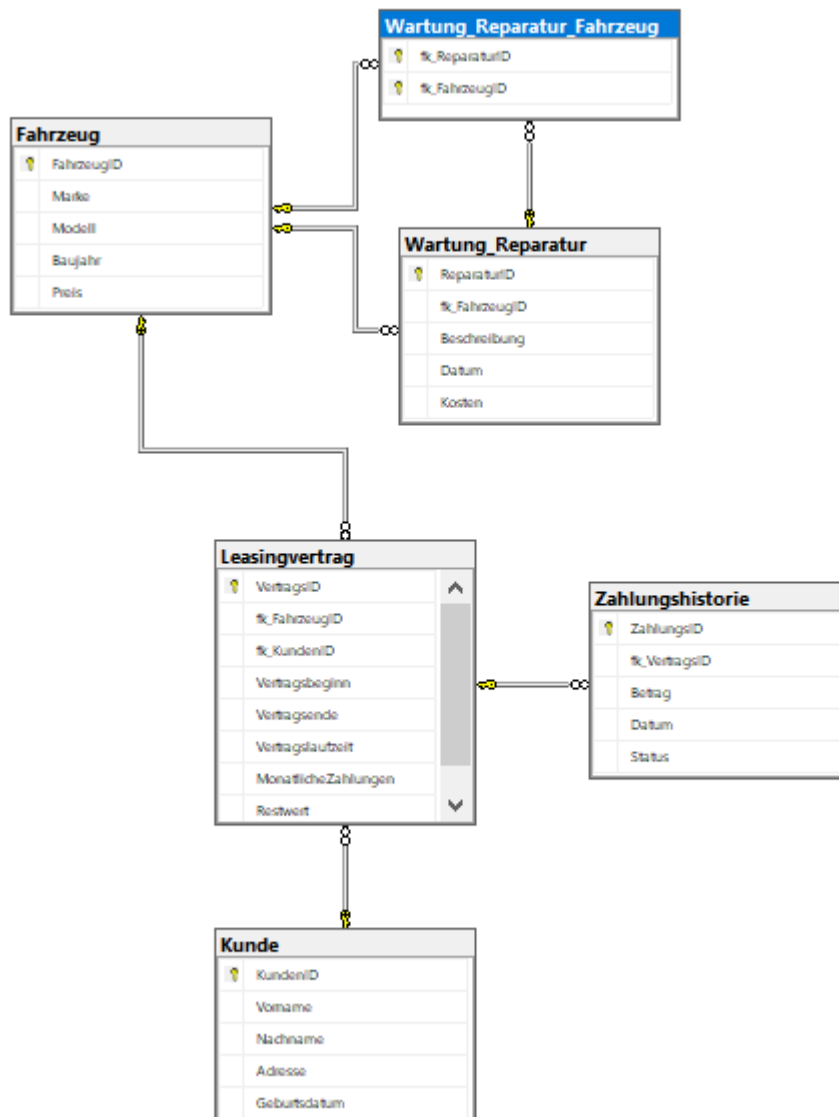 Wartung_Reparatur_Fahrzeug
fk_ReparaturID
fk_FahrzeugID
Fahrzeug
FahrzeugID
Marke
Modell
Baujahr
Preis
Wartung_Reparatur
ReparaturID
fk_FahrzeugID
Beschreibung
Datum
Kosten
Leasingvertrag
VertragsID
fk_FahrzeugID
fk_KundenID
Vertragsbeginn
Vertragsende
Vertragslaufzeit
MonatlicheZahlungen
Restwert
Zahlungshistorie
ZahlungsID
fk_VertragsID
Betrag
Datum
Status
Kunde
KundenID
Vorname
Nachname
Adresse
Geburtsdatum